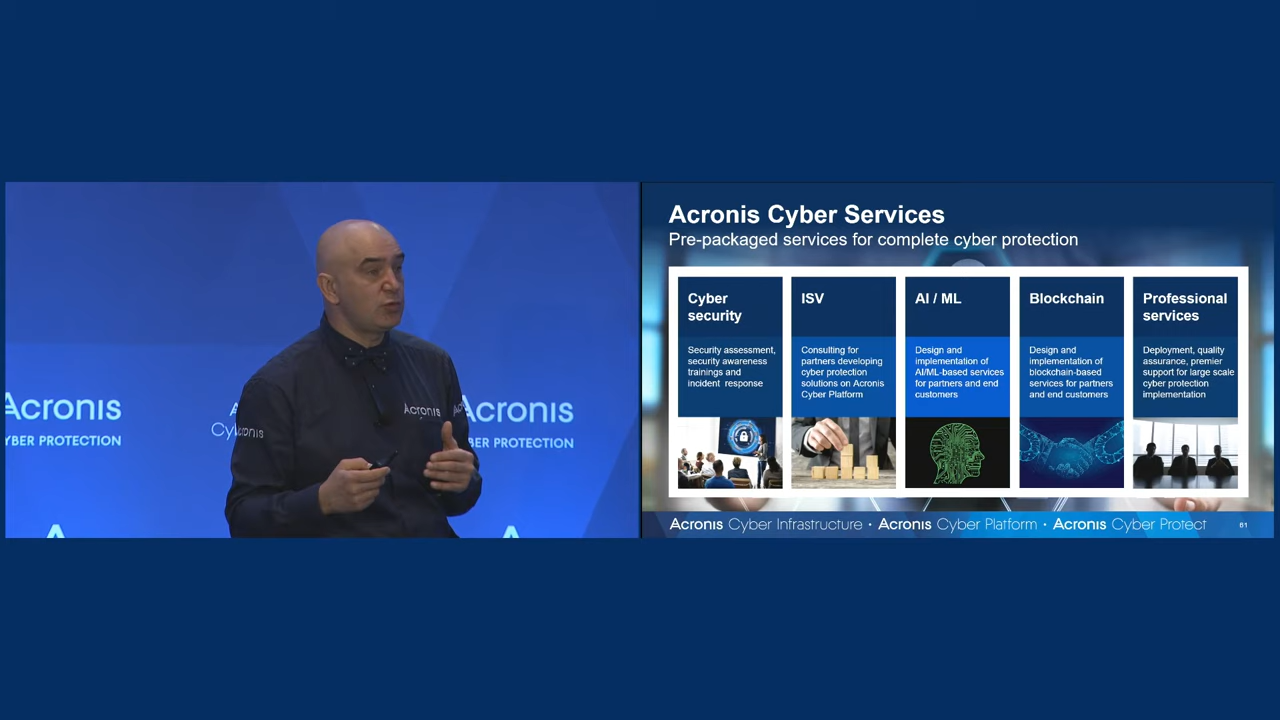 Acronis
CYBER PROTECTION
Acronis
Acronis
CYBER PROTECTION
Acronis Cyber Services
Pre-packaged services for complete cyber protection
Cyber
security
Security assessment,
security awareness
trainings and
incident response
ISV
Consulting for
partners developing
cyber protection
solutions on Acronis
Cyber Platform
AI / ML
Design and
implementation of
AI/ML-based services
for partners and end
customers
Blockchain
Design and
implementation of
blockchain-based
services for partners
and end customers
Professional
services
Deployment, quality
assurance, premier
support for large scale
cyber protection
implementation
Acronis Cyber Infrastructure · Acronis Cyber Platform · Acronis Cyber Protect
61